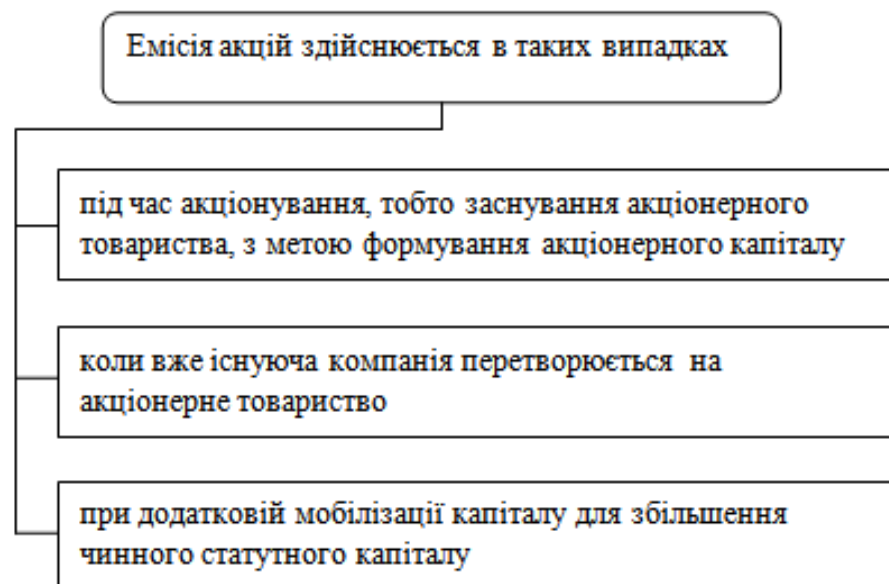 Емісія акцій здійснюється в таких випадках
під час акціонування, тобто заснування акціонерного
товариства, з метою формування акціонерного капіталу
коли вже існуюча компанія перетворюється на
акціонерне товариство
при додатковій мобілізації капіталу для збільшення
чинного статутного капіталу